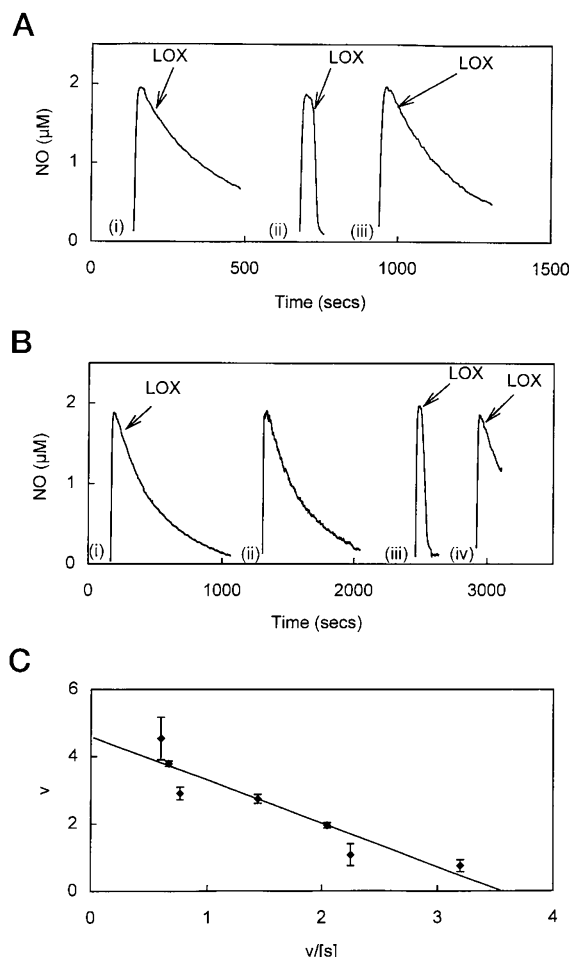 A
LOX
LOX
LOX
2
1
0
NO (µM)
(i)
(ii)
(iii)
0
500
1000
1500
Time (secs)
B
LOX
LOX
LOX
2
1
0
NO (µM)
(i)
(ii)
(iii)
(iv)
0
1000
2000
3000
Time (secs)
C
6
4
2
0
v
0
1
2
3
4
v/[s]